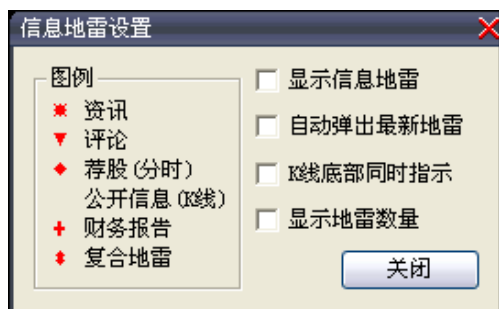 信息地雷设置
图例
资讯
评论
荐股(分时)
公开信息(K线)
财务报告
复合地雷
显示信息地雷
自动弹出最新地雷
K线底部同时指示
显示地雷数量
关闭